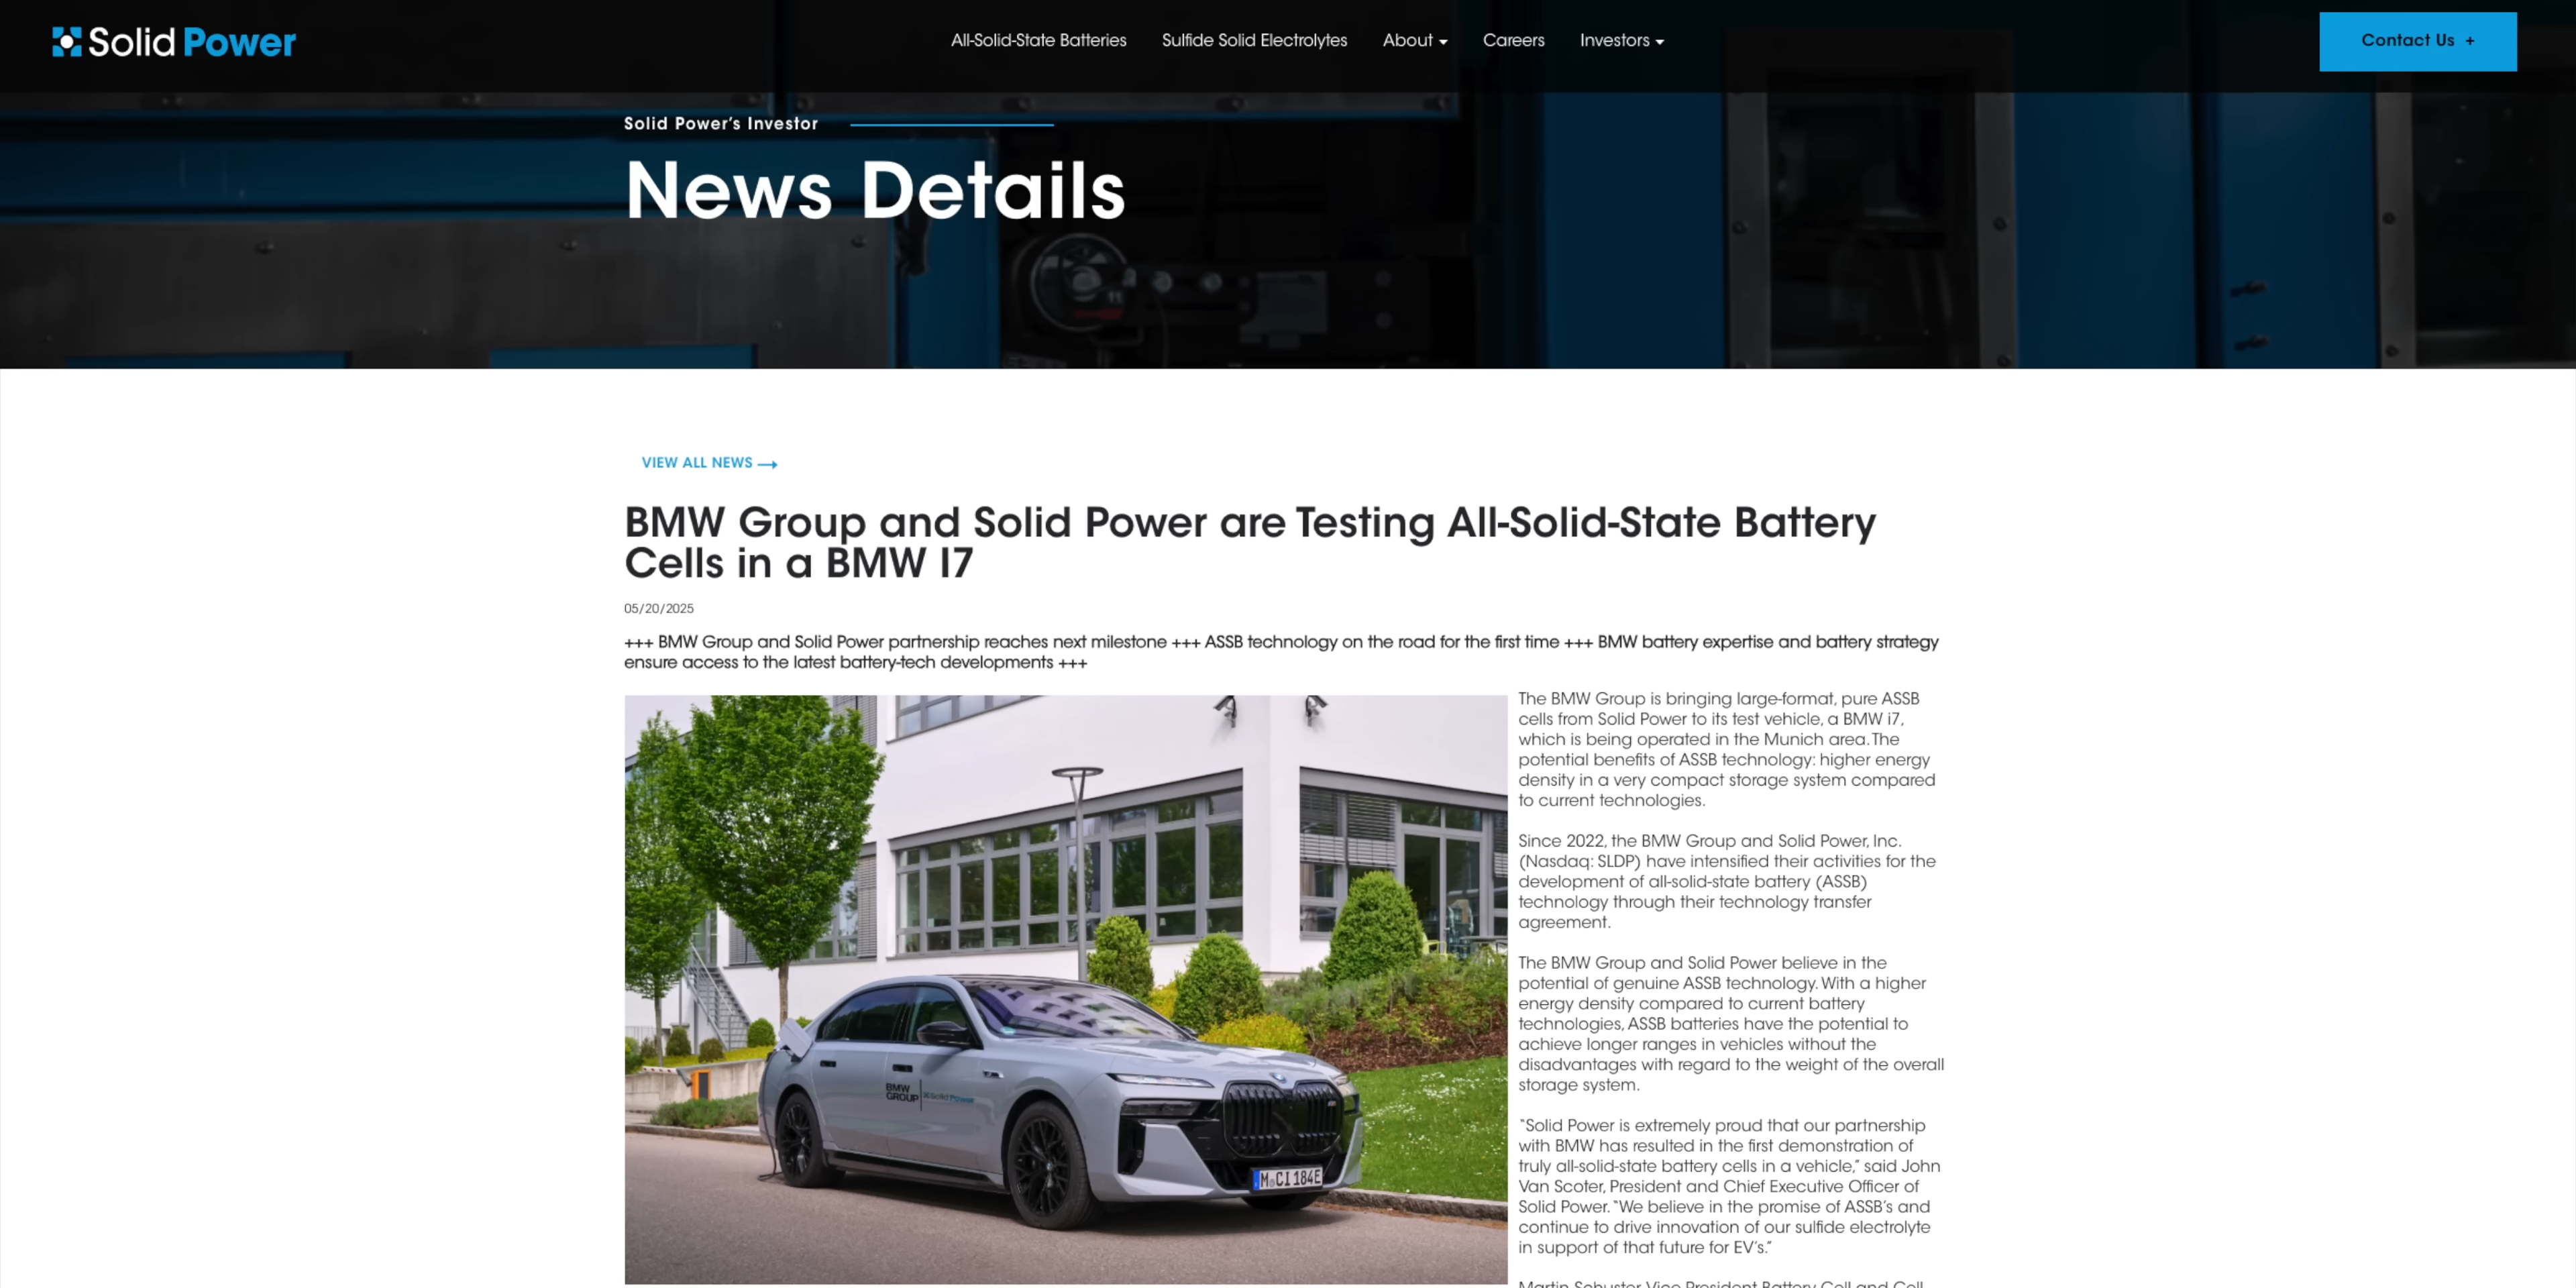 Solid Power
All-Solid-State Batteries
Sulfide Solid Electrolytes
About
Careers
Investors
Contact Us +
Solid Power's Investor
News Details
VIEW ALL NEWS →
BMW Group and Solid Power are Testing All-Solid-State Battery
Cells in a BMW I7
05/20/2025
+++ BMW Group and Solid Power partnership reaches next milestone +++ ASSB technology on the road for the first time +++ BMW battery expertise and battery strategy
ensure access to the latest battery-tech developments +++
BMW
GROUP
Solid Power
M CI 184E
The BMW Group is bringing large-format, pure ASSB
cells from Solid Power to its test vehicle, a BMW i7,
which is being operated in the Munich area. The
potential benefits of ASSB technology: higher energy
density in a very compact storage system compared
to current technologies.
Since 2022, the BMW Group and Solid Power, Inc.
(Nasdaq: SLDP) have intensified their activities for the
development of all-solid-state battery (ASSB)
technology through their technology transfer
agreement.
The BMW Group and Solid Power believe in the
potential of genuine ASSB technology. With a higher
energy density compared to current battery
technologies, ASSB batteries have the potential to
achieve longer ranges in vehicles without the
disadvantages with regard to the weight of the overall
storage system.
"Solid Power is extremely proud that our partnership
with BMW has resulted in the first demonstration of
truly all-solid-state battery cells in a vehicle," said John
Van Scoter, President and Chief Executive Officer of
Solid Power. "We believe in the promise of ASSB's and
continue to drive innovation of our sulfide electrolyte
in support of that future for EV's."
Martin Schuster, Vice President Battery Cell and Cell